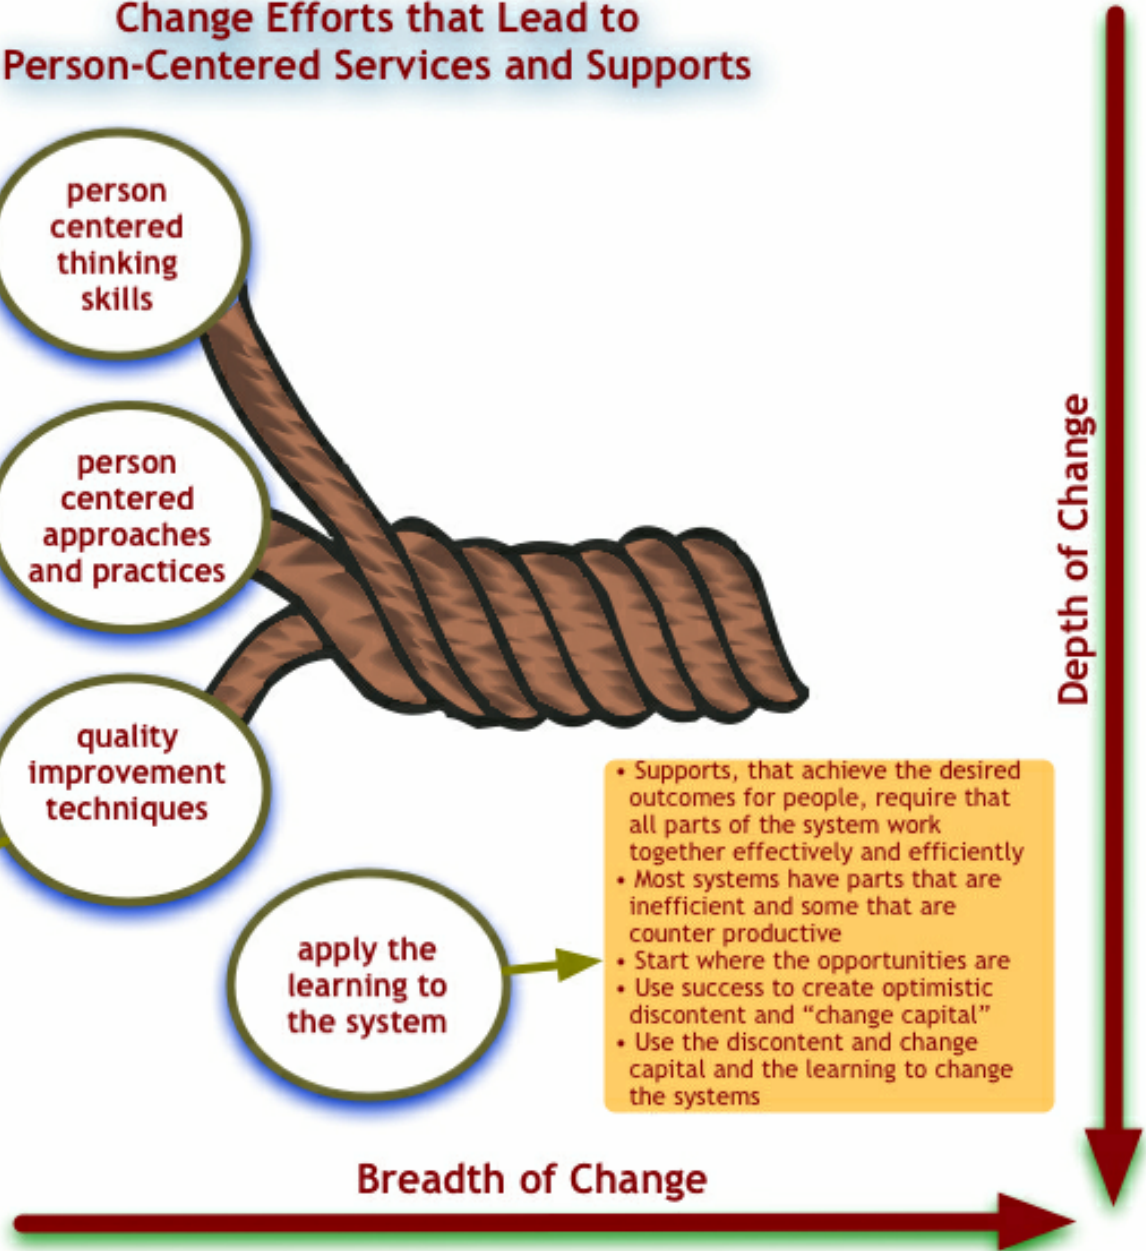 Change Efforts that Lead to
Person-Centered Services and Supports
person
centered
thinking
skills
person
centered
approaches
and practices
quality
improvement
techniques
apply the
learning to
the system
• Supports, that achieve the desired
outcomes for people, require that
all parts of the system work
together effectively and efficiently
• Most systems have parts that are
inefficient and some that are
counter productive
• Start where the opportunities are
• Use success to create optimistic
discontent and “change capital”
• Use the discontent and change
capital and the learning to change
the systems
Depth of Change
Breadth of Change